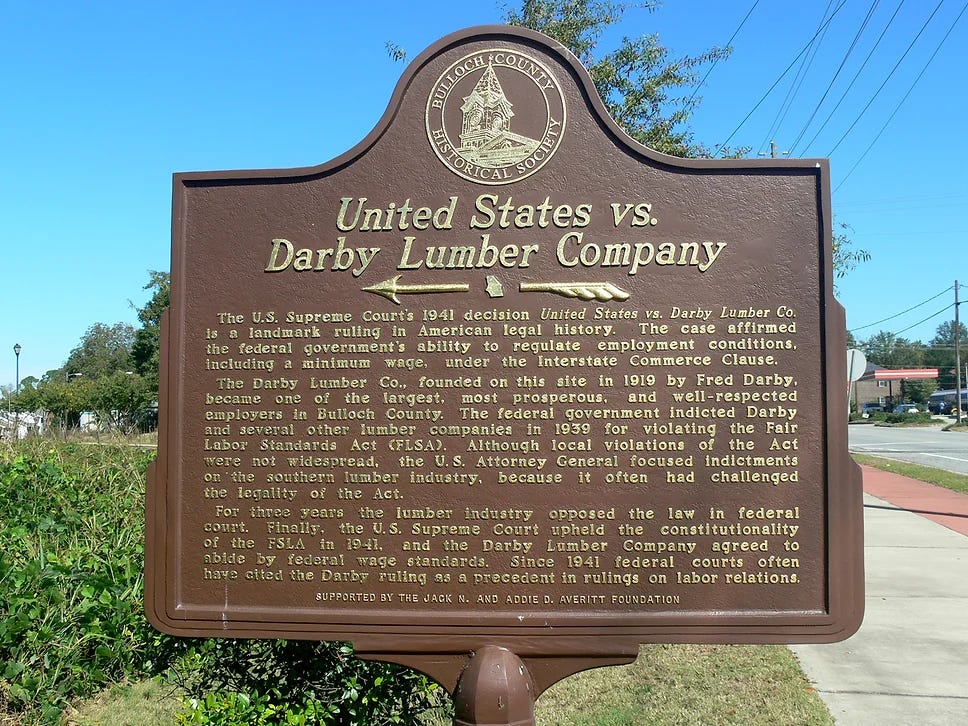 BULLOCH COUNTY
HISTORICAL SOCIETY
United States vs.
Darby Lumber Company
The U.S. Supreme Court's 1941 decision United States vs. Darby Lumber Co.
is a landmark ruling in American legal history. The case affirmed
the federal government's ability to regulate employment conditions,
including a minimum wage, under the Interstate Commerce Clause.
The Darby Lumber Co., founded on this site in 1919 by Fred Darby,
became one of the largest, most prosperous, and well-respected
employers in Bulloch County. The federal government indicted Darby
and several other lumber companies in 1939 for violating the Fair
Labor Standards Act (FLSA). Although local violations of the Act
were not widespread, the U.S. Attorney General focused indictments
on the southern lumber industry, because it often had challenged
the legality of the Act.
For three years the lumber industry opposed the law in federal
court. Finally, the U.S. Supreme Court upheld the constitutionality
of the FSLA in 1941, and the Darby Lumber Company agreed to
abide by federal wage standards. Since 1941 federal courts often
have cited the Darby ruling as a precedent in rulings on labor relations.
SUPPORTED BY THE JACK N. AND ADDIE D. AVERITT FOUNDATION